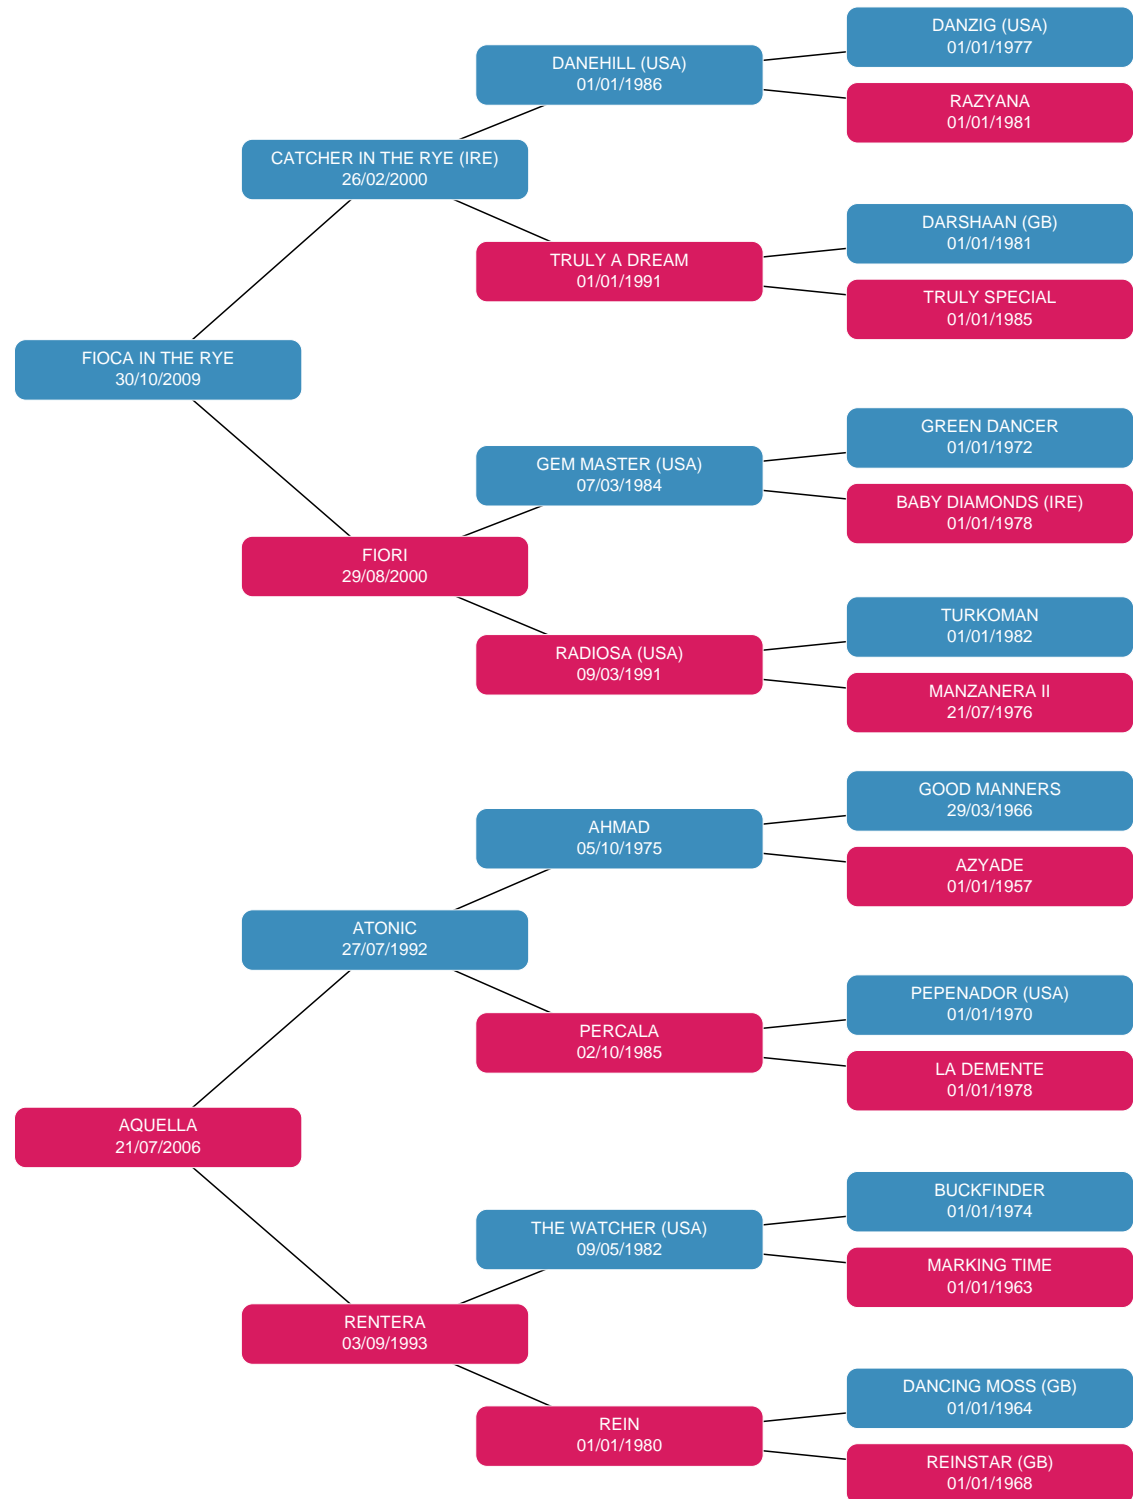 DANZIG (USA)
01/01/1977
DANEHILL (USA)
01/01/1986
RAZYANA
01/01/1981
CATCHER IN THE RYE (IRE)
26/02/2000
DARSHAAN (GB)
01/01/1981
TRULY A DREAM
01/01/1991
TRULY SPECIAL
01/01/1985
FIOCA IN THE RYE
30/10/2009
GREEN DANCER
01/01/1972
GEM MASTER (USA)
07/03/1984
BABY DIAMONDS (IRE)
01/01/1978
FIORI
29/08/2000
TURKOMAN
01/01/1982
RADIOSA (USA)
09/03/1991
MANZANERA II
21/07/1976
GOOD MANNERS
29/03/1966
AHMAD
05/10/1975
AZYADE
01/01/1957
ATONIC
27/07/1992
PEPENADOR (USA)
01/01/1970
PERCALA
02/10/1985
LA DEMENTE
01/01/1978
AQUELLA
21/07/2006
BUCKFINDER
01/01/1974
THE WATCHER (USA)
09/05/1982
MARKING TIME
01/01/1963
RENTERA
03/09/1993
DANCING MOSS (GB)
01/01/1964
REIN
01/01/1980
REINSTAR (GB)
01/01/1968